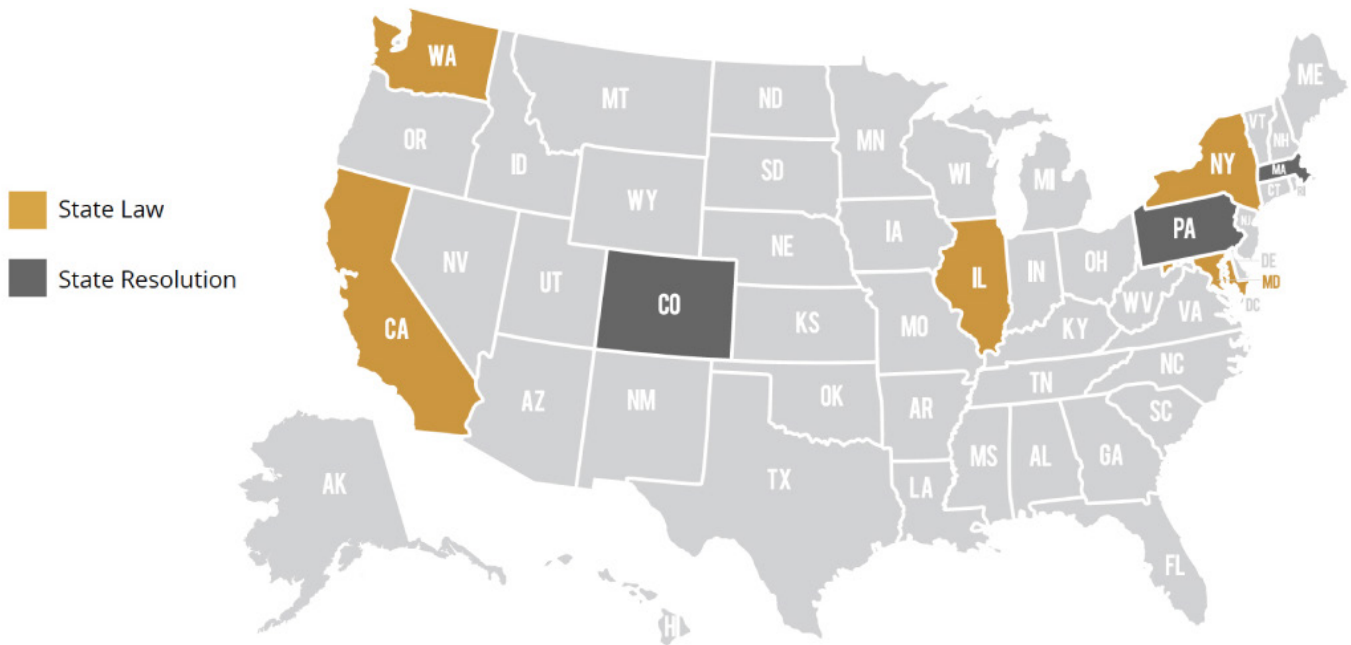 State Law
State Resolution
WA
OR
CA
NV
ID
MT
WY
UT
CO
AZ
NM
ND
SD
NE
KS
OK
TX
MN
IA
MO
AR
LA
WI
IL
MI
IN
OH
KY
TN
MS
AL
GA
FL
SC
NC
VA
WV
PA
NY
VT
NH
ME
MA
CT
RI
NJ
DE
MD
DC
AK
HI